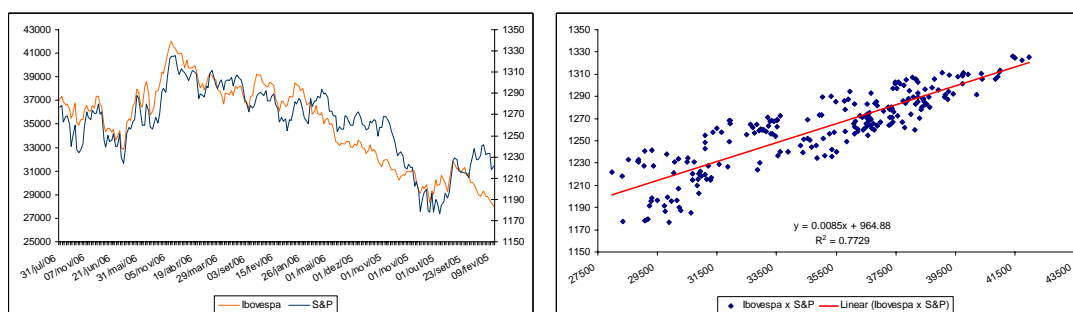 43000
41000
39000
37000
35000
33000
31000
29000
27000
25000
1350
1330
1310
1290
1270
1250
1230
1210
1190
1170
1150
31/jul/06
07/nov/06
21/jun/06
31/mai/06
05/nov/06
19/abr/06
29/mar/06
03/set/06
15/fev/06
26/jan/06
01/mai/06
01/dez/05
01/nov/05
01/nov/05
01/out/05
23/set/05
09/fev/05
Ibovespa S&P
1350
1330
1310
1290
1270
1250
1230
1210
1190
1170
1150
y = 0.0085x + 964.88
R² = 0.7729
27500
29500
31500
33500
35500
37500
39500
41500
43500
Ibovespa x S&P Linear (Ibovespa x S&P)